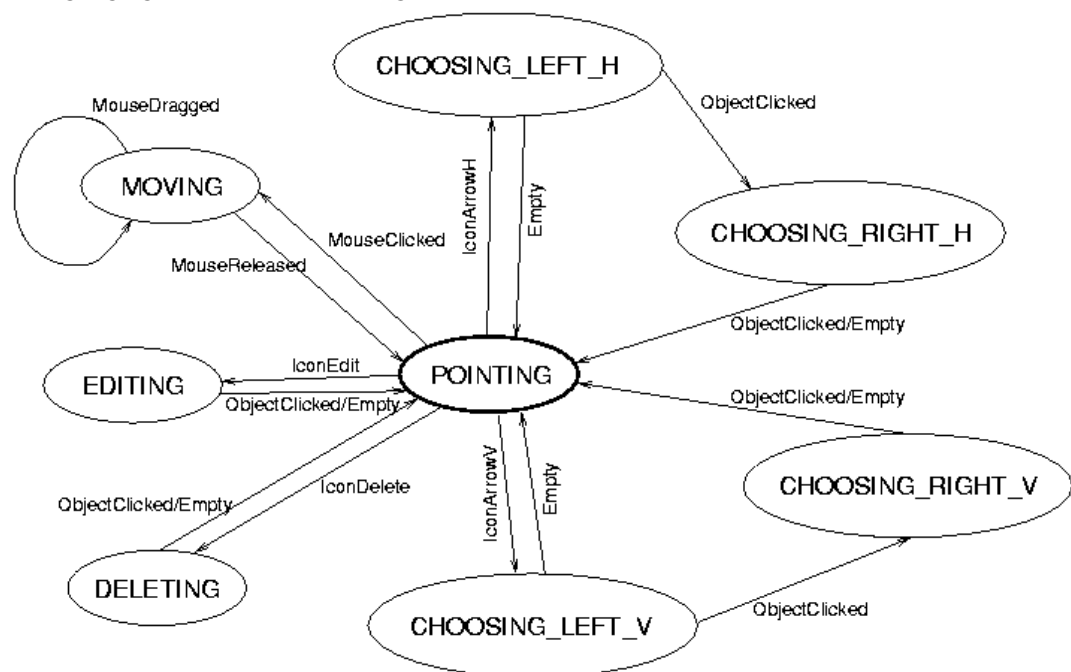 CHOOSING_LEFT_H
MouseDragged
ObjectClicked
MOVING
IconArrowH
Empty
MouseClicked
CHOOSING_RIGHT_H
MouseReleased
ObjectClicked/Empty
IconEdit
POINTING
EDITING
ObjectClicked/Empty
ObjectClicked/Empty
IconArrowV
Empty
ObjectClicked/Empty
IconDelete
CHOOSING_RIGHT_V
DELETING
ObjectClicked
CHOOSING_LEFT_V